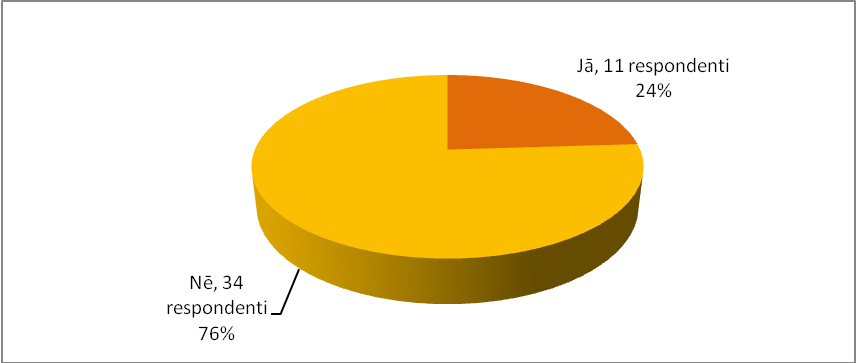 Jā, 11 respondenti
24%
Nē, 34
respondenti
76%